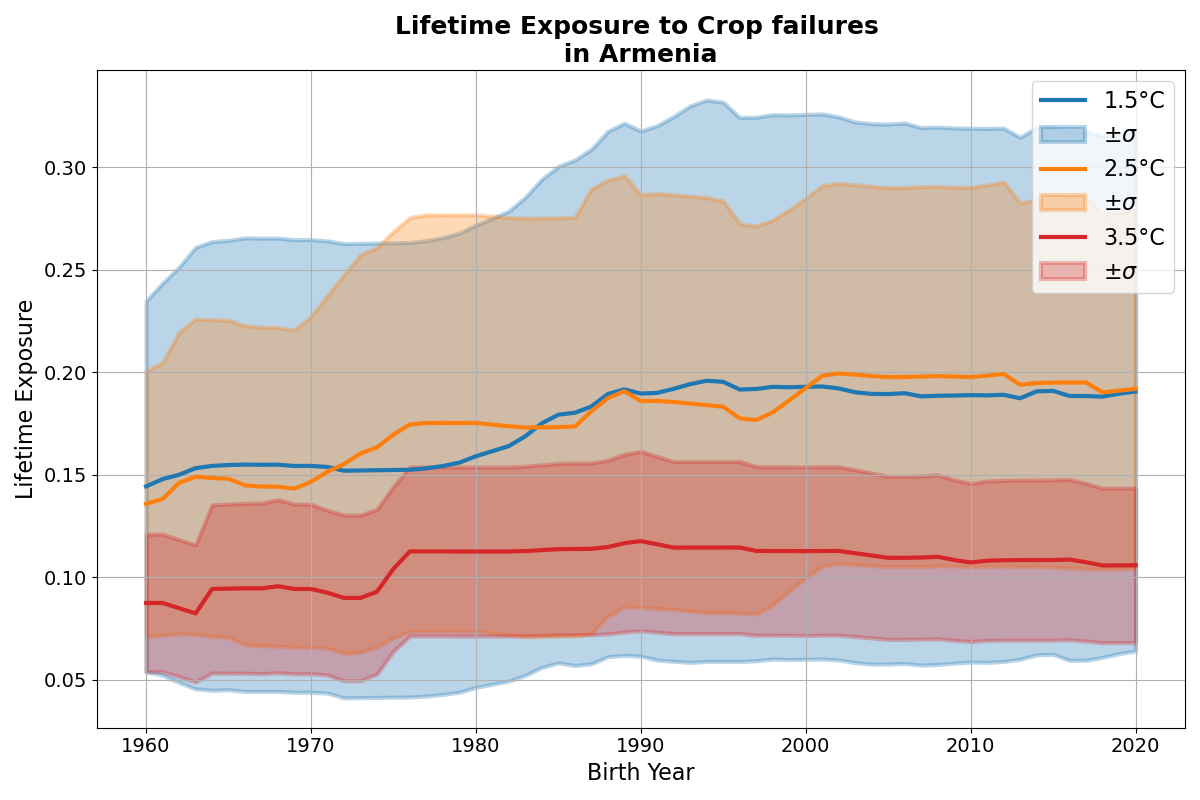 Lifetime Exposure to Crop failures
in Armenia
1.5°C
±σ
2.5°C
±σ
3.5°C
±σ
Lifetime Exposure
0.30
0.25
0.20
0.15
0.10
0.05
1960 1970 1980 1990 2000 2010 2020
Birth Year